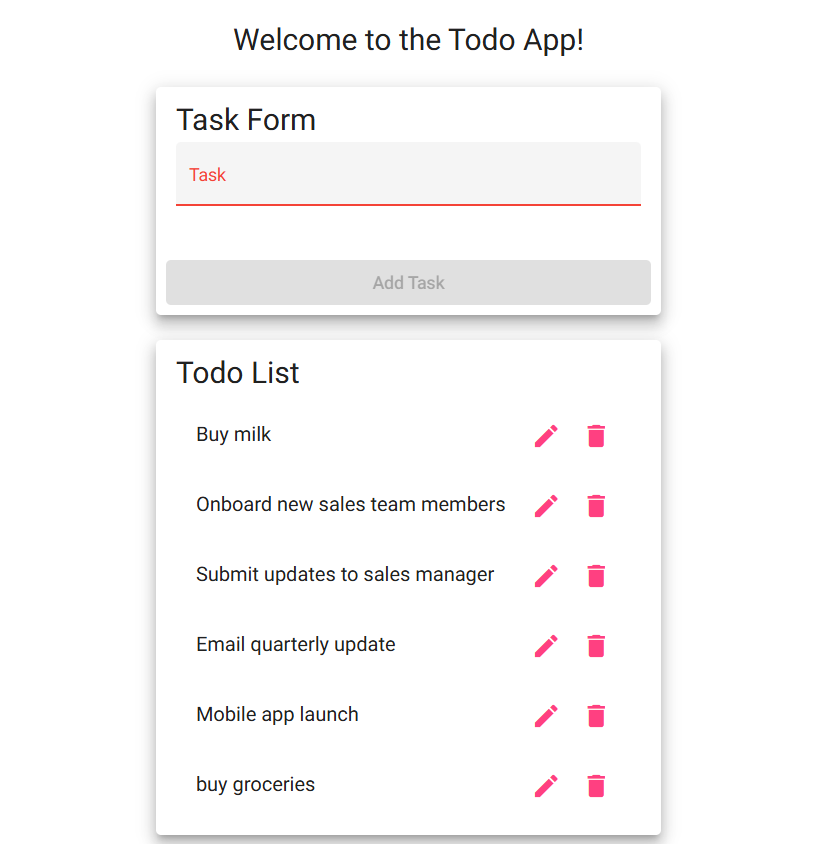 Welcome to the Todo App!
Task Form
Task
Add Task
Todo List
Buy milk
Onboard new sales team members
Submit updates to sales manager
Email quarterly update
Mobile app launch
buy groceries